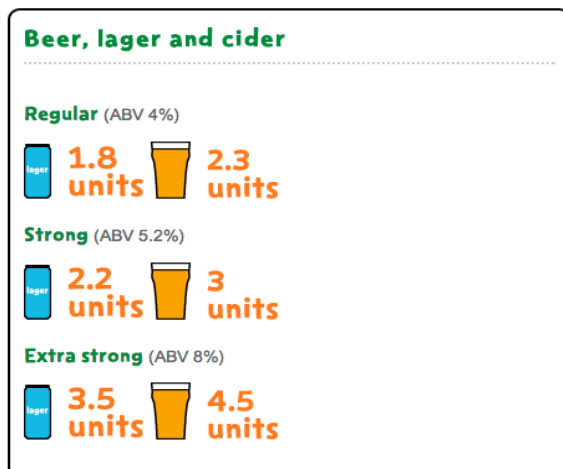 Beer, lager and cider
Regular (ABV 4%)
lager 1.8 units 2.3 units
Strong (ABV 5.2%)
lager 2.2 units 3 units
Extra strong (ABV 8%)
lager 3.5 units 4.5 units